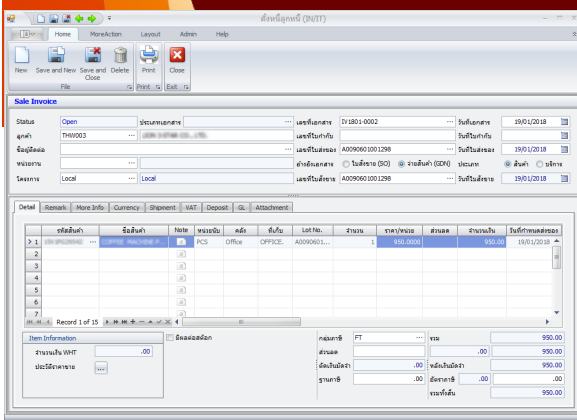 ตั้งหนี้ลูกหนี้ (IN/IT)
Home MoreAction Layout Admin Help
New Save and New Save and Close Delete Print Close
File Print Exit
Sale Invoice
Status Open ประเภทเอกสาร เลขที่เอกสาร IV1801-0002 วันที่เอกสาร 19/01/2018
ลูกค้า THW003 เลขที่ใบกำกับ วันที่ใบกำกับ
ชื่อผู้ติดต่อ เลขที่ใบส่งของ A0090601001298 วันที่ใบส่งของ 19/01/2018
หน่วยงาน อ้างอิงเอกสาร ใบสั่งขาย (SO) จ่ายสินค้า (GDN) ประเภท สินค้า บริการ
โครงการ Local Local เลขที่ใบสั่งขาย A0090601001298 วันที่ใบสั่งขาย 19/01/2018
Detail Remark More Info Currency Shipment VAT Deposit GL Attachment
รหัสสินค้า ชื่อสินค้า Note หน่วยนับ คลัง ที่เก็บ Lot No. จำนวน ราคา/หน่วย ส่วนลด จำนวนเงิน วันที่กำหนดส่งของ
1 COFFEE MACHINE P... PCS Office OFFICE. A0090601... 1 950.0000 950.00 19/01/2018
2
3
4
5
6
7
Record 1 of 15
Item Information มีผลต่อสต๊อก กลุ่มภาษี FT รวม 950.00
จำนวนเงิน WHT .00 ส่วนลด .00 950.00
ประวัติราคาขาย ... ตัดเงินมัดจำ .00 หลังเงินมัดจำ 950.00
ฐานภาษี .00 อัตราภาษี .00 .00
รวมทั้งสิ้น 950.00